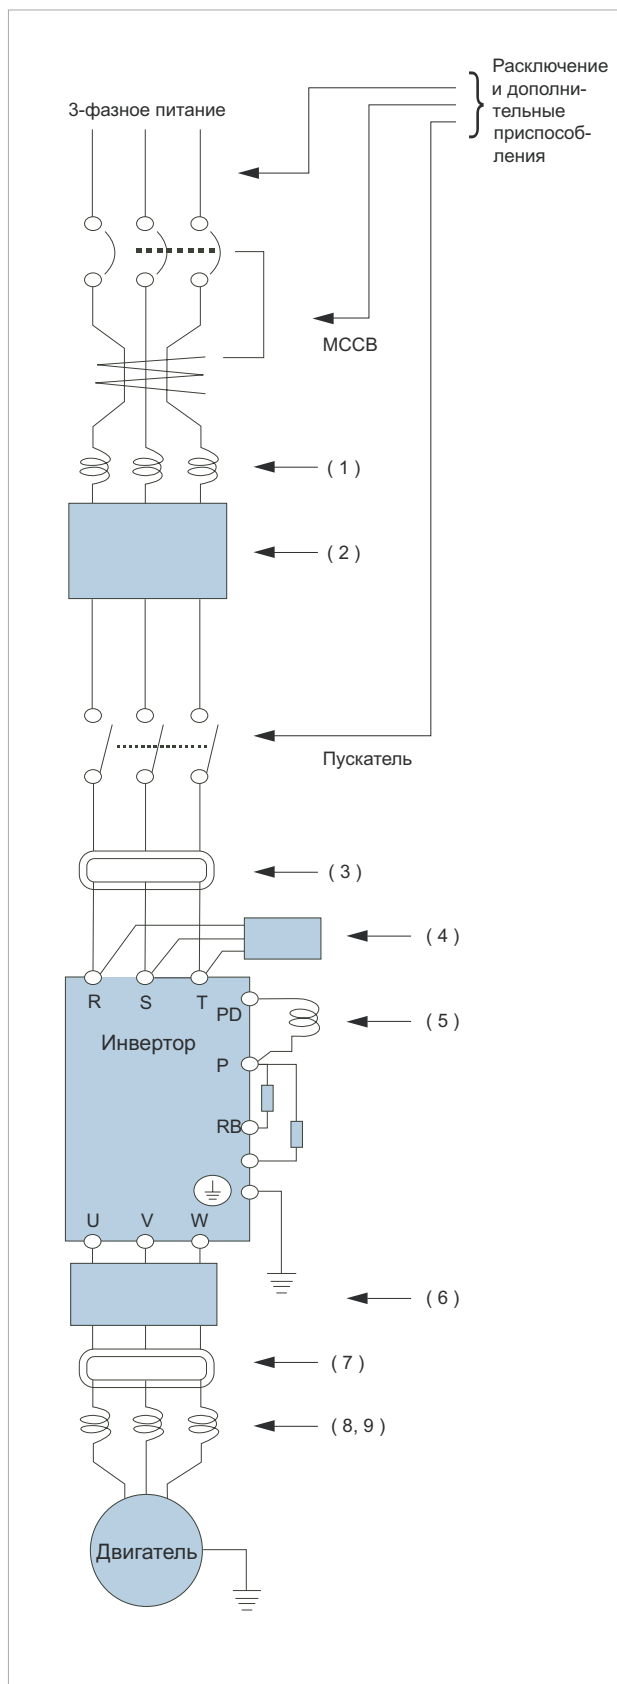 Расключение
и дополни-
тельные
приспособ-
ления
3-фазное питание
МССВ
( 1 )
( 2 )
Пускатель
( 3 )
( 4 )
R S T
PD
( 5 )
Инвертор
P
RB
U V W
( 6 )
( 7 )
( 8, 9 )
Двигатель